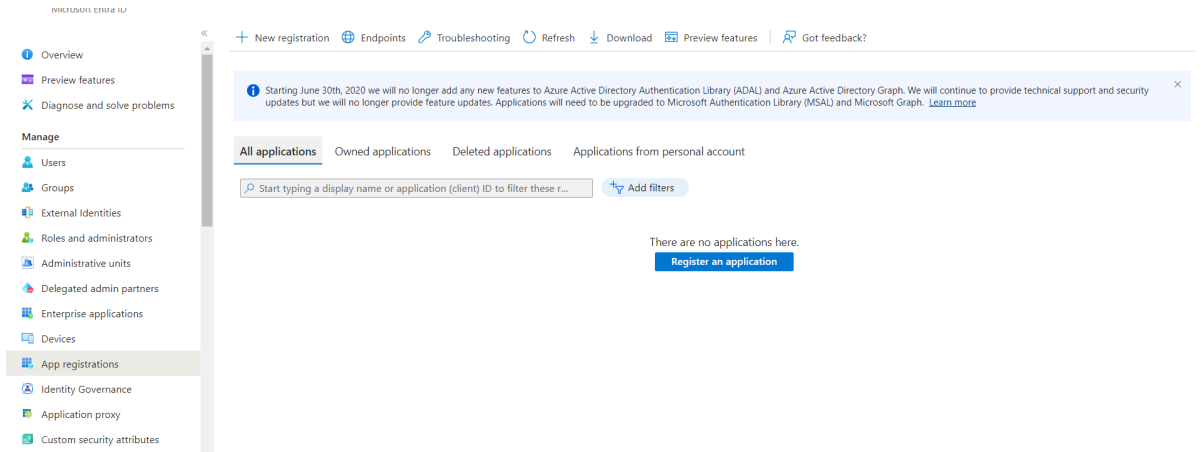 Microsoft Entra ID
«
+ New registration Endpoints Troubleshooting Refresh Download Preview features Got feedback?
Overview
Preview features
Diagnose and solve problems
Manage
Users
Groups
External Identities
Roles and administrators
Administrative units
Delegated admin partners
Enterprise applications
Devices
App registrations
Identity Governance
Application proxy
Custom security attributes
Starting June 30th, 2020 we will no longer add any new features to Azure Active Directory Authentication Library (ADAL) and Azure Active Directory Graph. We will continue to provide technical support and security
updates but we will no longer provide feature updates. Applications will need to be upgraded to Microsoft Authentication Library (MSAL) and Microsoft Graph. Learn more
All applications Owned applications Deleted applications Applications from personal account
Start typing a display name or application (client) ID to filter these r...
Add filters
There are no applications here.
Register an application